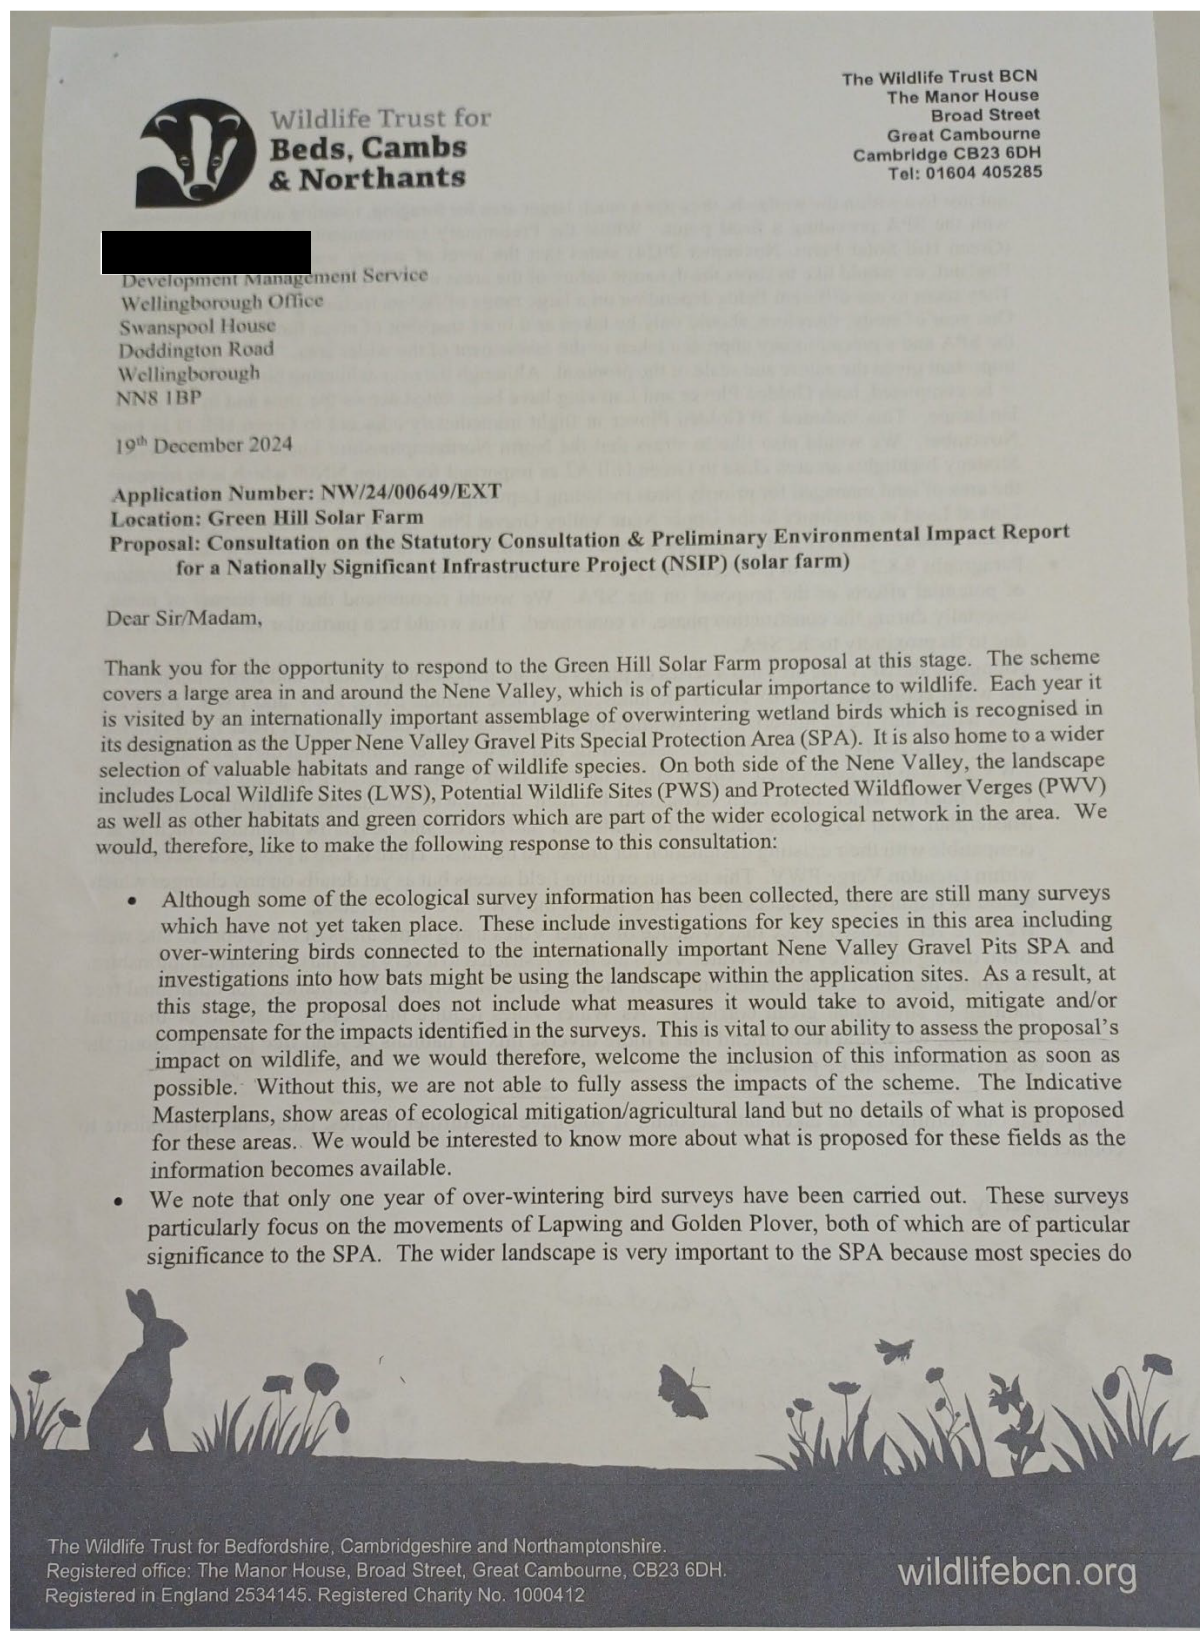 The Wildlife Trust BCN
The Manor House
Broad Street
Great Cambourne
Cambridge CB23 6DH
Tel: 01604 405285
Wildlife Trust for
Beds, Cambs
& Northants
Development Management Service
Wellingborough Office
Swanspool House
Doddington Road
Wellingborough
NN8 1BP
19th December 2024
Application Number: NW/24/00649/EXT
Location: Green Hill Solar Farm
Proposal: Consultation on the Statutory Consultation & Preliminary Environmental Impact Report
for a Nationally Significant Infrastructure Project (NSIP) (solar farm)
Dear Sir/Madam,
Thank you for the opportunity to respond to the Green Hill Solar Farm proposal at this stage. The scheme
covers a large area in and around the Nene Valley, which is of particular importance to wildlife. Each year it
is visited by an internationally important assemblage of overwintering wetland birds which is recognised in
its designation as the Upper Nene Valley Gravel Pits Special Protection Area (SPA). It is also home to a wider
selection of valuable habitats and range of wildlife species. On both side of the Nene Valley, the landscape
includes Local Wildlife Sites (LWS), Potential Wildlife Sites (PWS) and Protected Wildflower Verges (PWV)
as well as other habitats and green corridors which are part of the wider ecological network in the area. We
would, therefore, like to make the following response to this consultation:
• Although some of the ecological survey information has been collected, there are still many surveys
which have not yet taken place. These include investigations for key species in this area including
over-wintering birds connected to the internationally important Nene Valley Gravel Pits SPA and
investigations into how bats might be using the landscape within the application sites. As a result, at
this stage, the proposal does not include what measures it would take to avoid, mitigate and/or
compensate for the impacts identified in the surveys. This is vital to our ability to assess the proposal's
impact on wildlife, and we would therefore, welcome the inclusion of this information as soon as
possible. Without this, we are not able to fully assess the impacts of the scheme. The Indicative
Masterplans, show areas of ecological mitigation/agricultural land but no details of what is proposed
for these areas. We would be interested to know more about what is proposed for these fields as the
information becomes available.
• We note that only one year of over-wintering bird surveys have been carried out. These surveys
particularly focus on the movements of Lapwing and Golden Plover, both of which are of particular
significance to the SPA. The wider landscape is very important to the SPA because most species do
The Wildlife Trust for Bedfordshire, Cambridgeshire and Northamptonshire.
Registered office: The Manor House, Broad Street, Great Cambourne, CB23 6DH.
Registered in England 2534145. Registered Charity No. 1000412
wildlifebcn.org